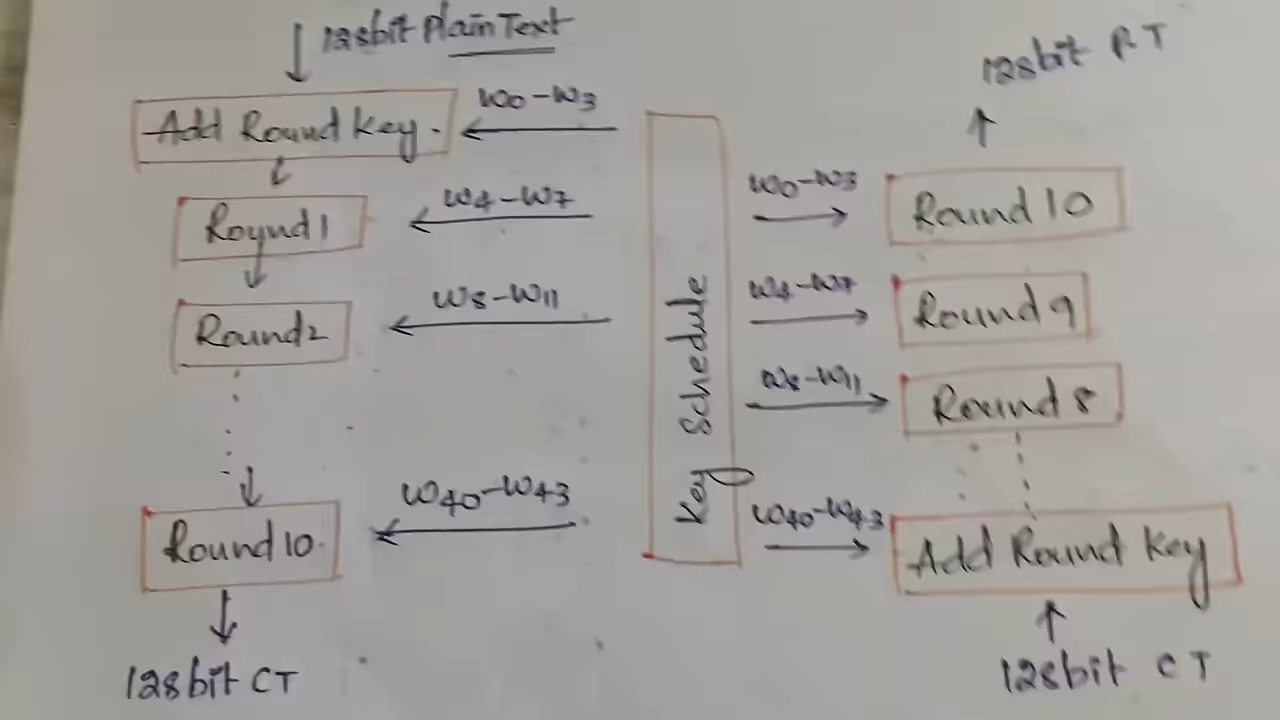 128bit Plain Text
Add Round Key.
w0-w3
Round 1
w4-w7
Round 2
w8-w11
Round 10.
w40-w43
128bit CT
Key Schedule
128bit PT
w0-w3
Round 10
w4-w7
Round 9
w8-w11
Round 8
w40-w43
Add Round Key
128bit CT